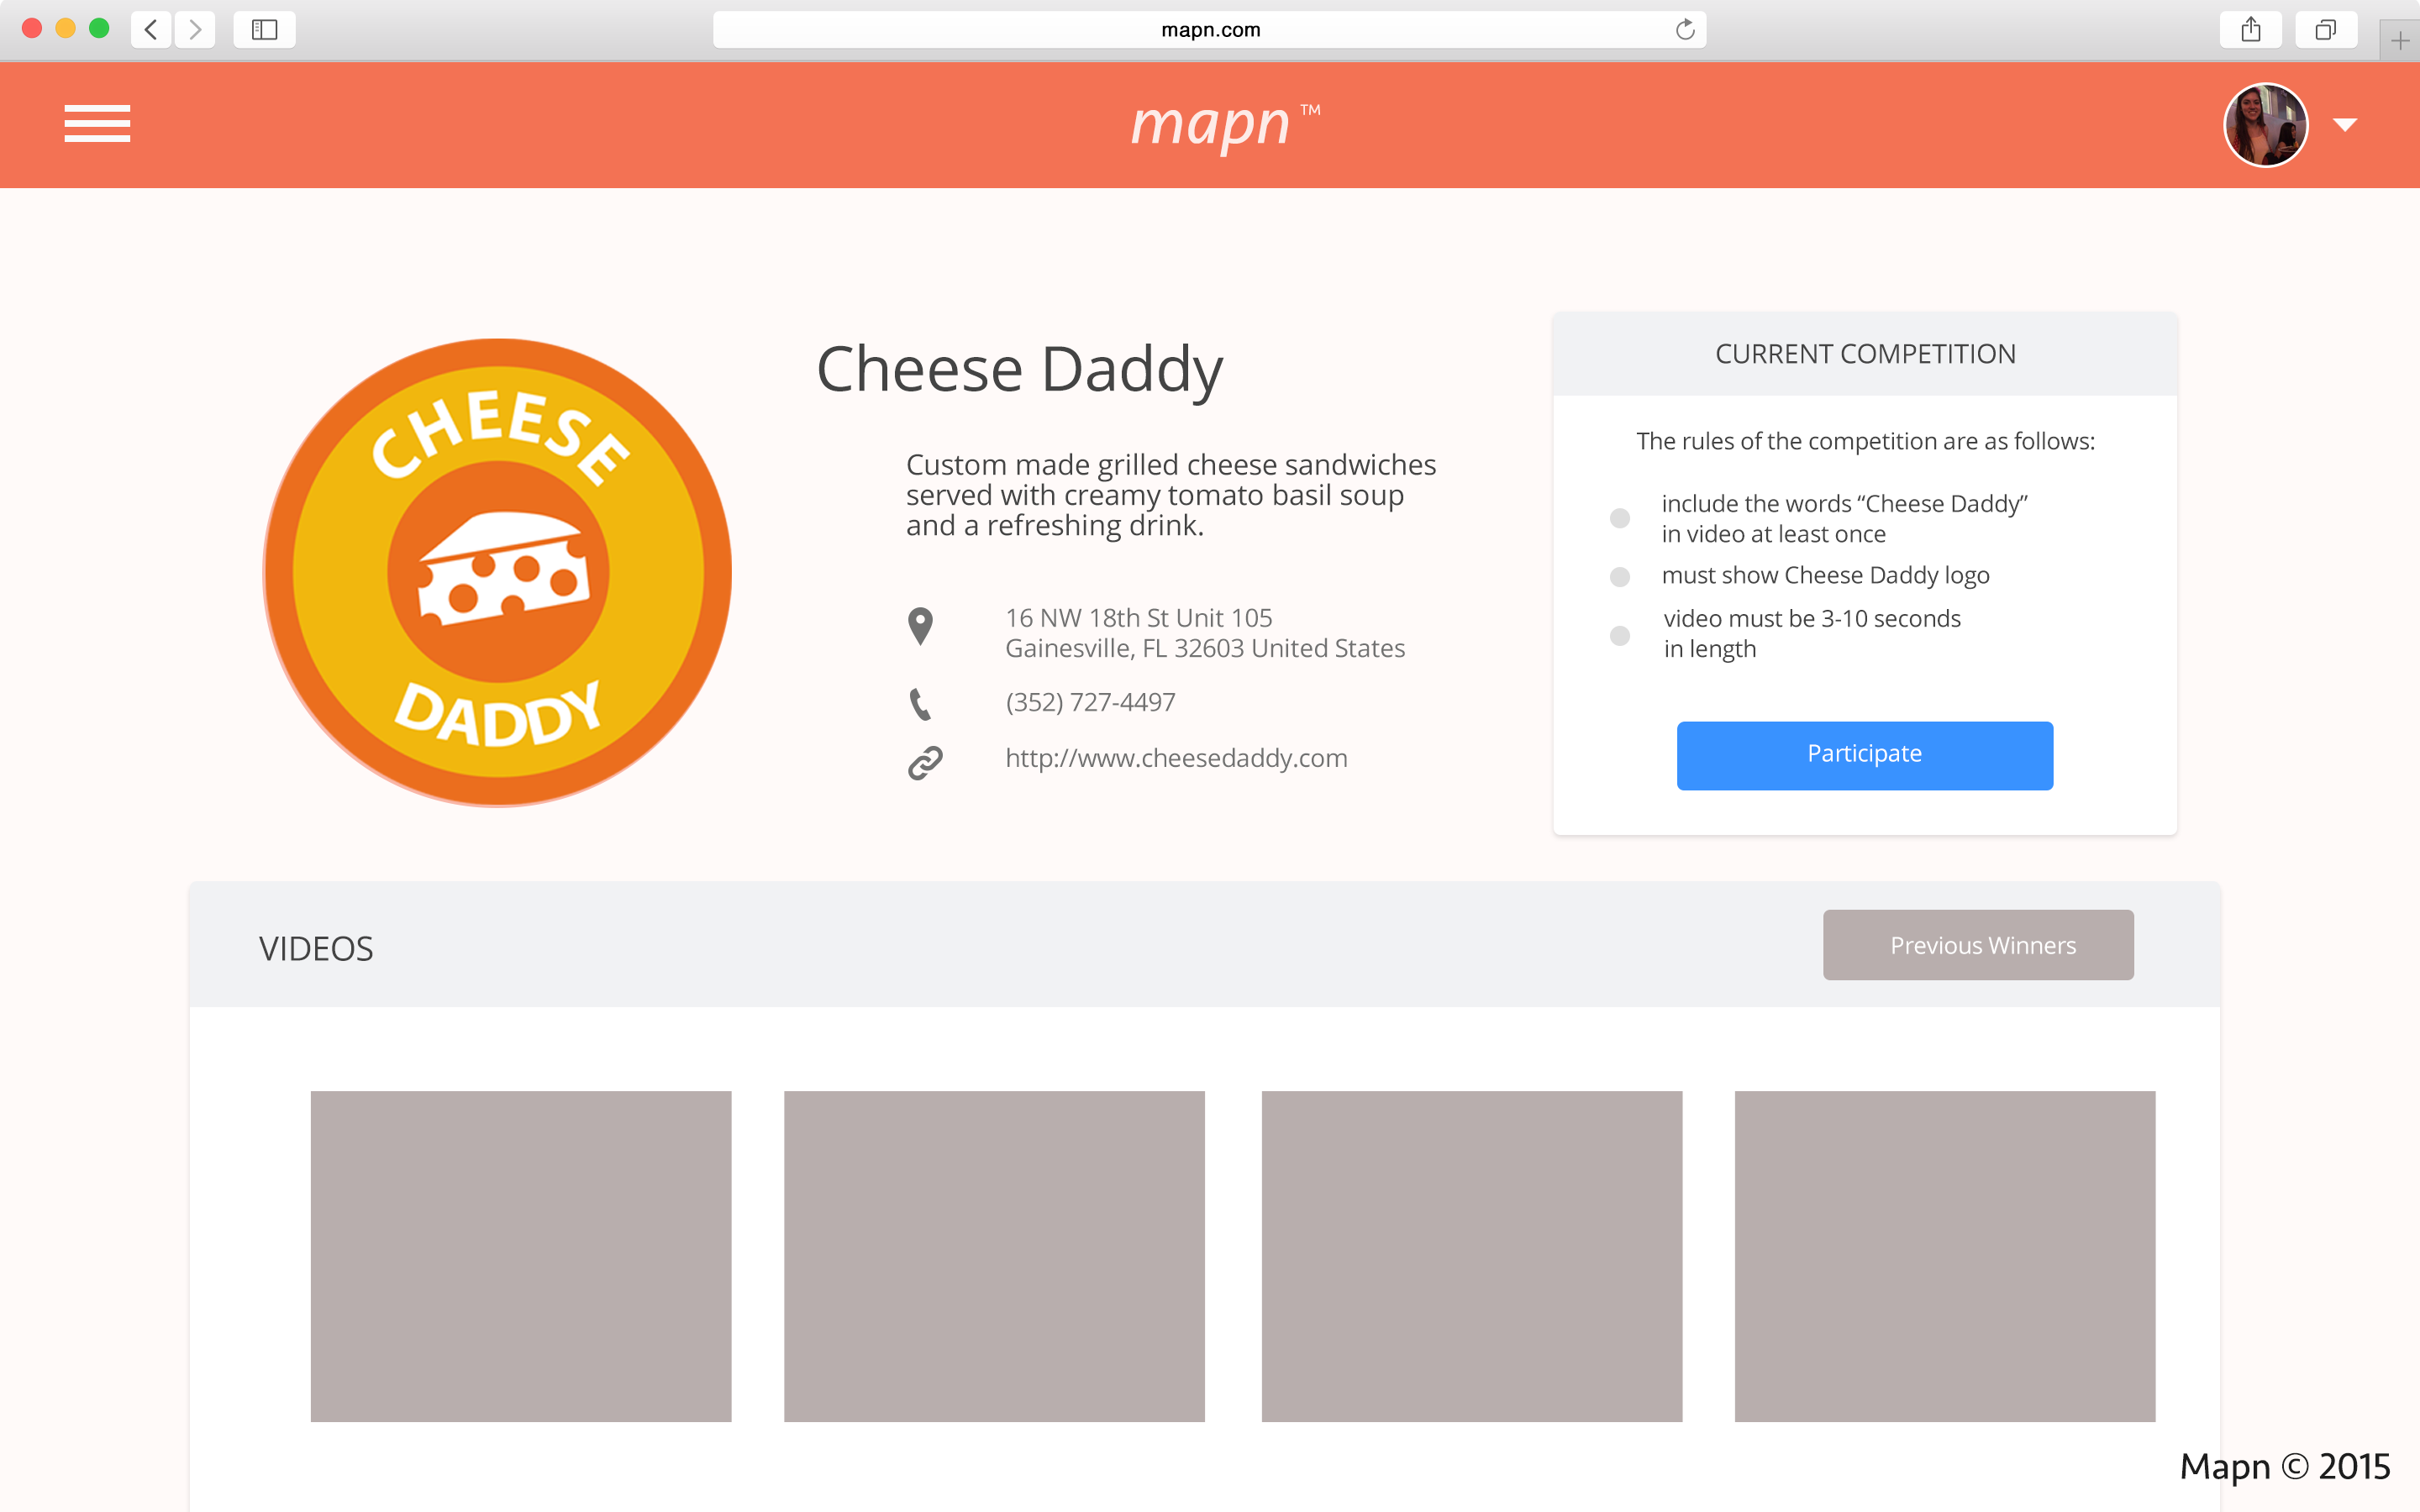 mapn.com
mapn™
CHEESE
DADDY
Cheese Daddy
Custom made grilled cheese sandwiches
served with creamy tomato basil soup
and a refreshing drink.
16 NW 18th St Unit 105
Gainesville, FL 32603 United States
(352) 727-4497
http://www.cheesedaddy.com
CURRENT COMPETITION
The rules of the competition are as follows:
include the words “Cheese Daddy”
in video at least once
must show Cheese Daddy logo
video must be 3-10 seconds
in length
Participate
VIDEOS
Previous Winners
Mapn © 2015